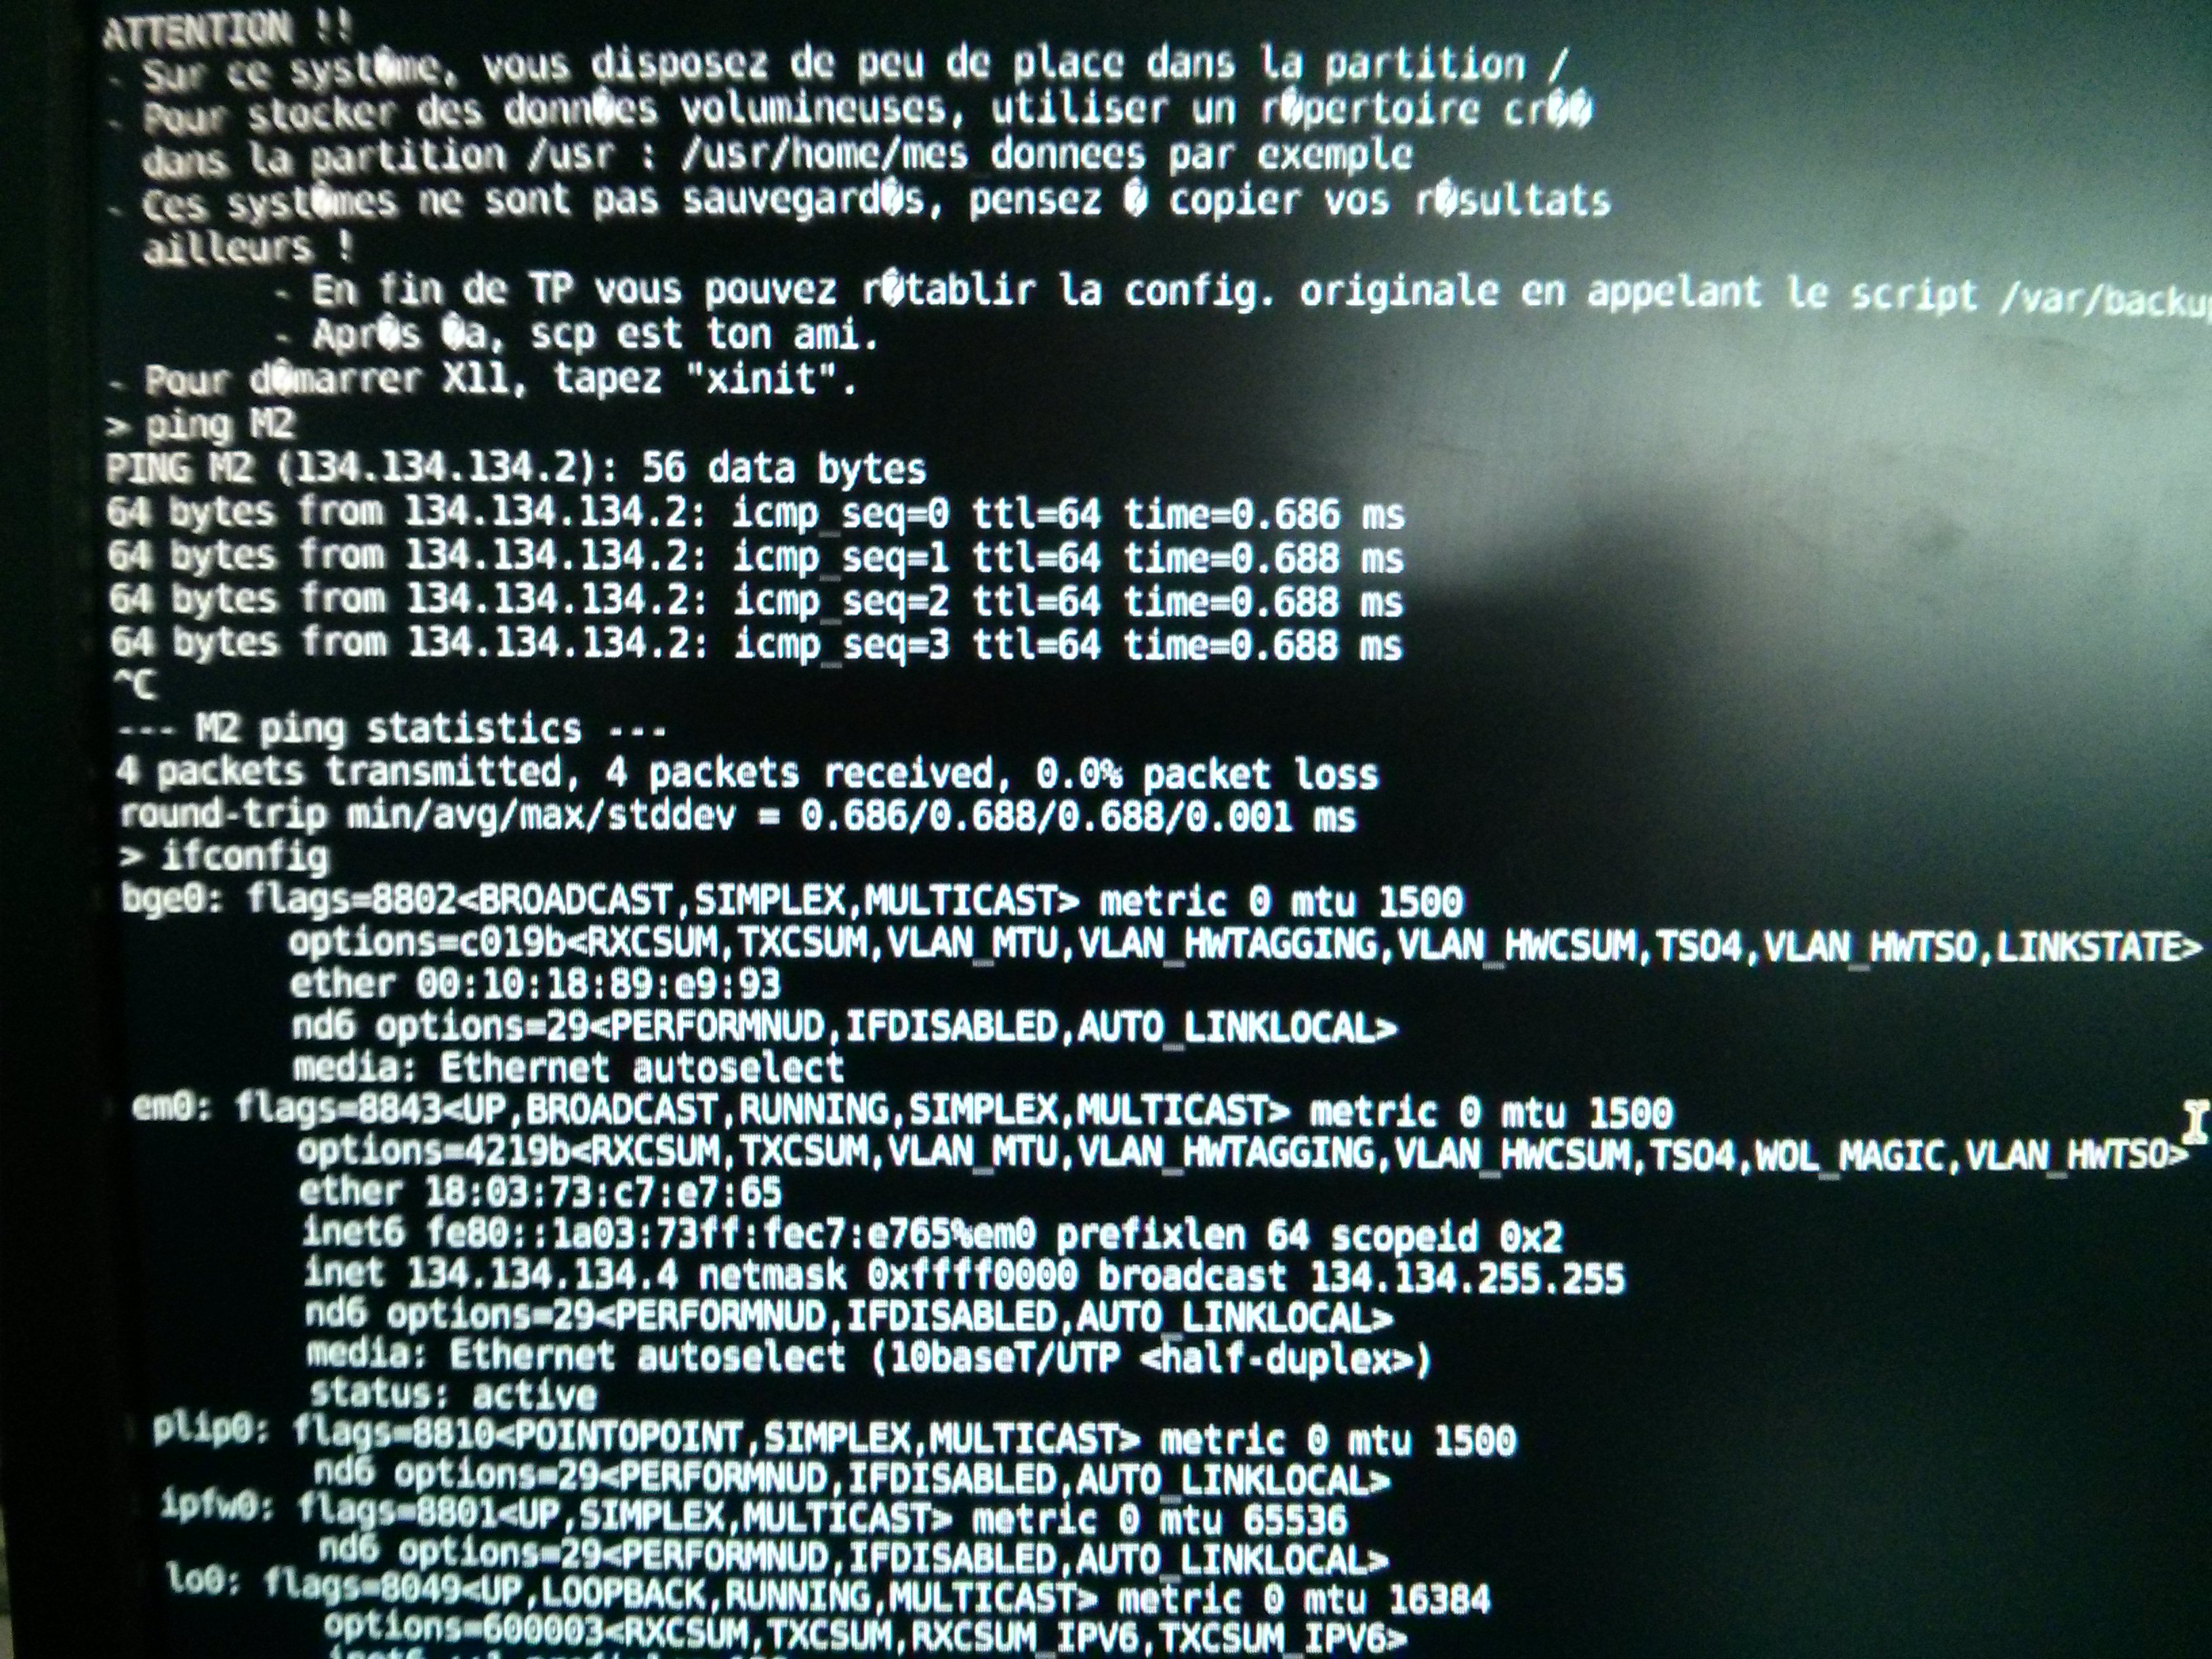 ATTENTION !!
- Sur ce syst�me, vous disposez de peu de place dans la partition /
- Pour stocker des donn�es volumineuses, utiliser un r�pertoire cr��
dans la partition /usr : /usr/home/mes_donnees par exemple
- Ces syst�mes ne sont pas sauvegard�s, pensez � copier vos r�sultats
ailleurs !
- En fin de TP vous pouvez r�tablir la config. originale en appelant le script /var/backup
- Apr�s �a, scp est ton ami.
- Pour d�marrer X11, tapez "xinit".
> ping M2
PING M2 (134.134.134.2): 56 data bytes
64 bytes from 134.134.134.2: icmp_seq=0 ttl=64 time=0.686 ms
64 bytes from 134.134.134.2: icmp_seq=1 ttl=64 time=0.688 ms
64 bytes from 134.134.134.2: icmp_seq=2 ttl=64 time=0.688 ms
64 bytes from 134.134.134.2: icmp_seq=3 ttl=64 time=0.688 ms
^C
--- M2 ping statistics ---
4 packets transmitted, 4 packets received, 0.0% packet loss
round-trip min/avg/max/stddev = 0.686/0.688/0.688/0.001 ms
> ifconfig
bge0: flags=8802<BROADCAST,SIMPLEX,MULTICAST> metric 0 mtu 1500
options=c019b<RXCSUM,TXCSUM,VLAN_MTU,VLAN_HWTAGGING,VLAN_HWCSUM,TSO4,VLAN_HWTSO,LINKSTATE>
ether 00:10:18:89:e9:93
nd6 options=29<PERFORMNUD,IFDISABLED,AUTO_LINKLOCAL>
media: Ethernet autoselect
em0: flags=8843<UP,BROADCAST,RUNNING,SIMPLEX,MULTICAST> metric 0 mtu 1500
options=4219b<RXCSUM,TXCSUM,VLAN_MTU,VLAN_HWTAGGING,VLAN_HWCSUM,TSO4,WOL_MAGIC,VLAN_HWTSO>
ether 18:03:73:c7:e7:65
inet6 fe80::1a03:73ff:fec7:e765%em0 prefixlen 64 scopeid 0x2
inet 134.134.134.4 netmask 0xffff0000 broadcast 134.134.255.255
nd6 options=29<PERFORMNUD,IFDISABLED,AUTO_LINKLOCAL>
media: Ethernet autoselect (10baseT/UTP <half-duplex>)
status: active
plip0: flags=8810<POINTOPOINT,SIMPLEX,MULTICAST> metric 0 mtu 1500
nd6 options=29<PERFORMNUD,IFDISABLED,AUTO_LINKLOCAL>
ipfw0: flags=8801<UP,SIMPLEX,MULTICAST> metric 0 mtu 65536
nd6 options=29<PERFORMNUD,IFDISABLED,AUTO_LINKLOCAL>
lo0: flags=8049<UP,LOOPBACK,RUNNING,MULTICAST> metric 0 mtu 16384
options=600003<RXCSUM,TXCSUM,RXCSUM_IPV6,TXCSUM_IPV6>